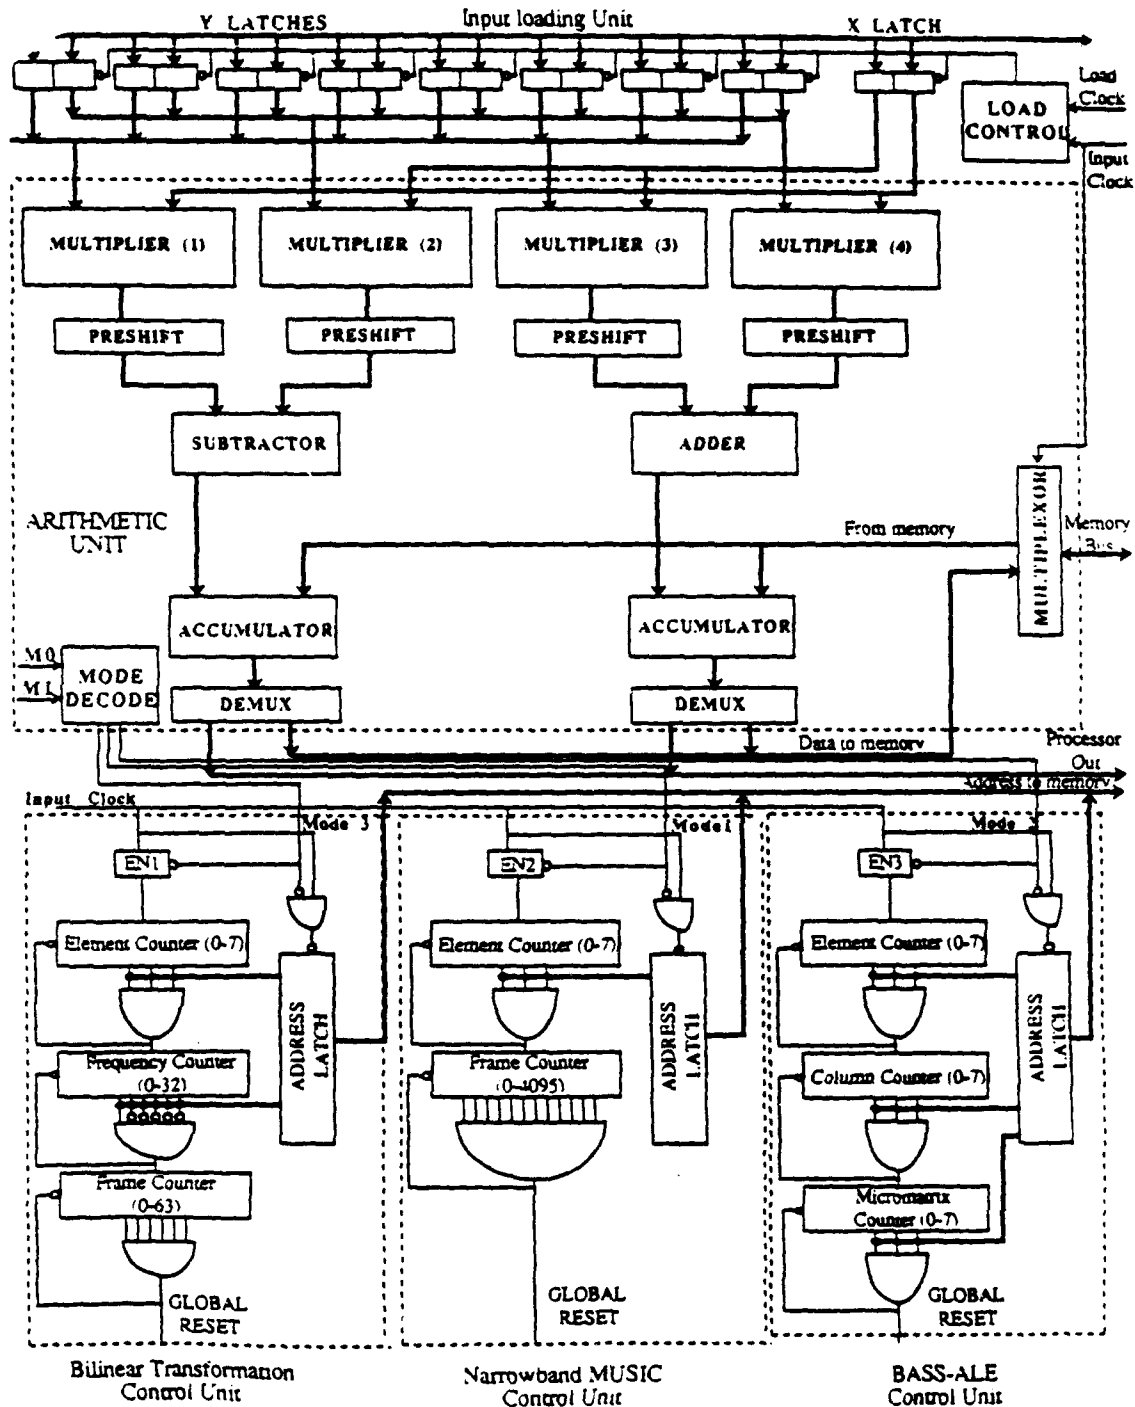 Y LATCHES
Input loading Unit
X LATCH
Load
Clock
LOAD
CONTROL
Input
Clock
MULTIPLIER (1)
MULTIPLIER (2)
MULTIPLIER (3)
MULTIPLIER (4)
PRESHIFT
PRESHIFT
PRESHIFT
PRESHIFT
SUBTRACTOR
ADDER
ARITHMETIC
UNIT
From memory
MULTIPLEXOR
Memory
Bus
ACCUMULATOR
ACCUMULATOR
M0
M1
MODE
DECODE
DEMUX
DEMUX
Data to memory
Processor
Out
Address to memory
Input Clock
Mode 3
Mode1
Mode
EN1
EN2
EN3
Element Counter (0-7)
Element Counter (0-7)
Element Counter (0-7)
ADDRESS
LATCH
ADDRESS
LATCH
ADDRESS
LATCH
Frequency Counter
(0-32)
Frame Counter
(0-4095)
Column Counter (0-7)
Frame Counter
(0-63)
Micromatrix
Counter (0-7)
GLOBAL
RESET
GLOBAL
RESET
GLOBAL
RESET
Bilinear Transformation
Control Unit
Narrowband MUSIC
Control Unit
BASS-ALE
Control Unit